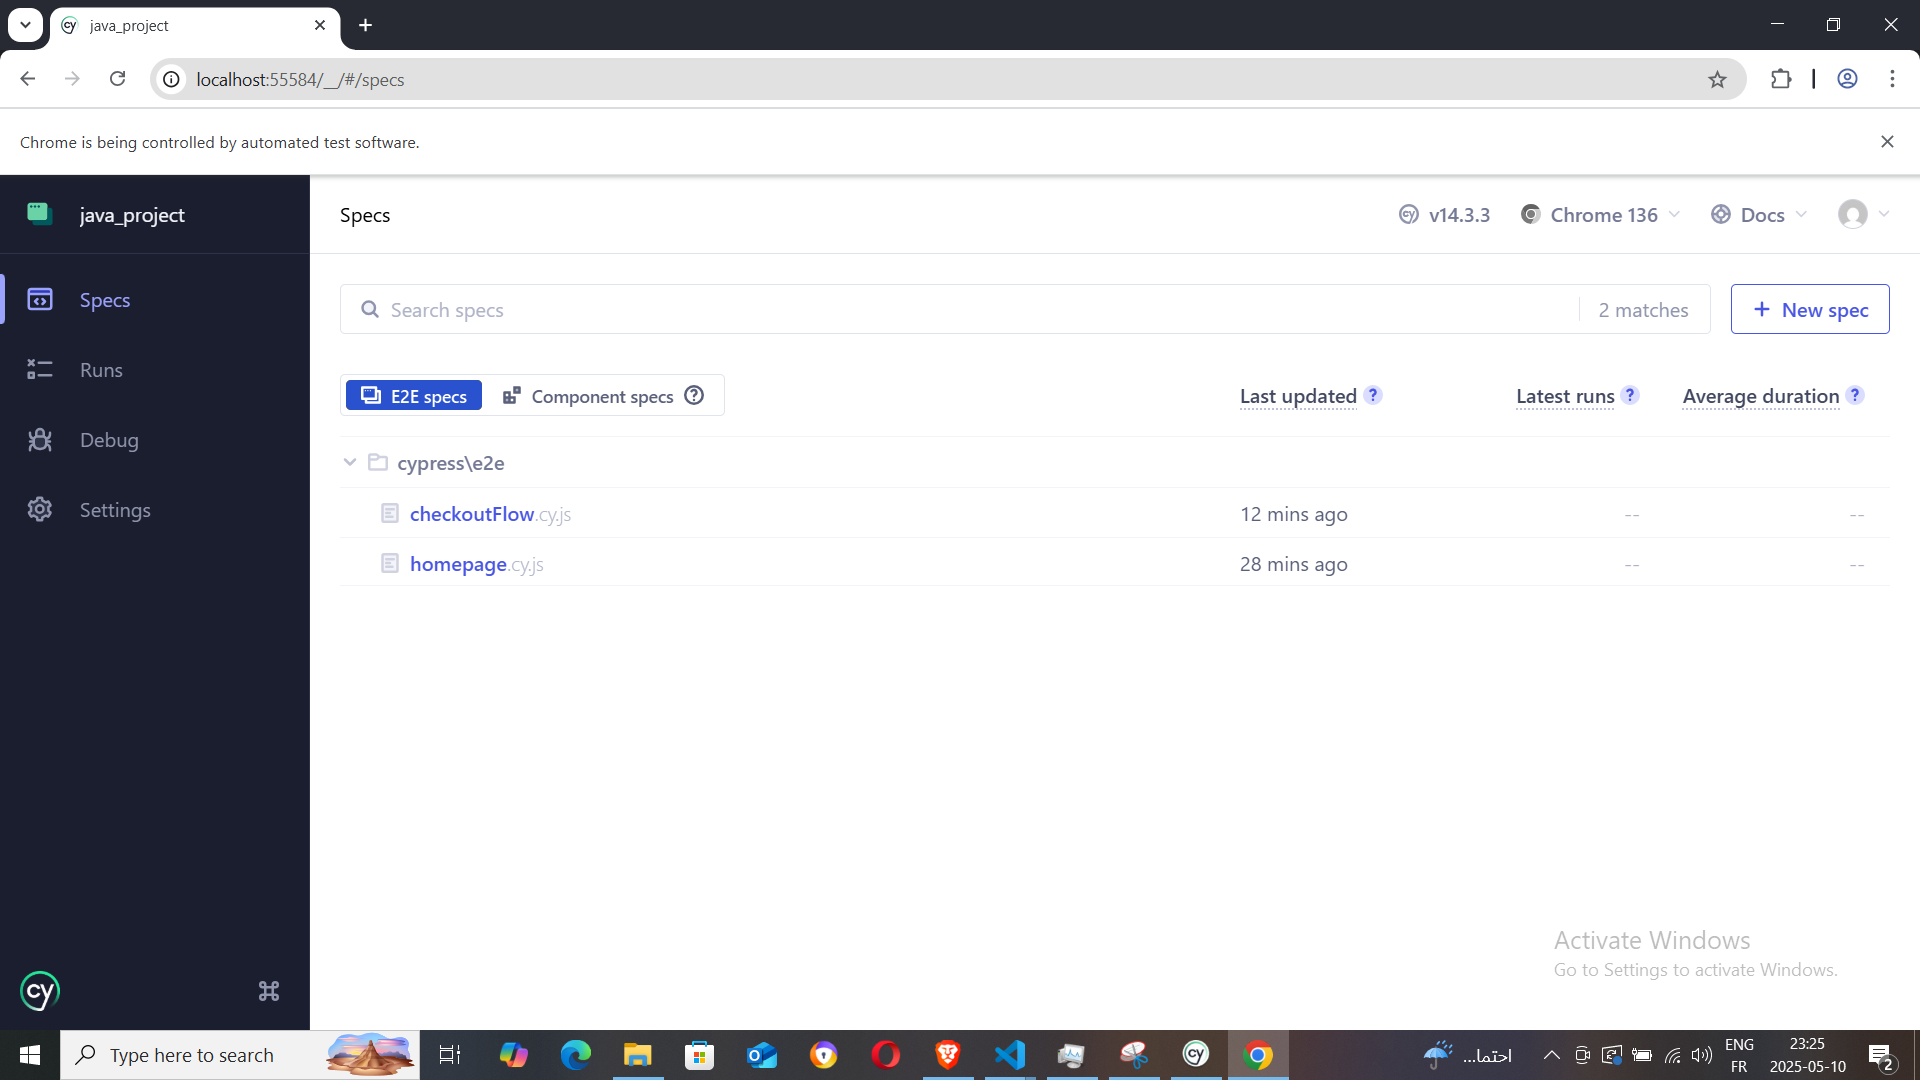 java_project
localhost:55584/__/#/specs
Chrome is being controlled by automated test software.
java_project
Specs
v14.3.3
Chrome 136
Docs
Specs
Runs
Debug
Settings
Search specs
2 matches
New spec
E2E specs
Component specs
Last updated
Latest runs
Average duration
cypress\e2e
checkoutFlow.cy.js
12 mins ago
--
--
homepage.cy.js
28 mins ago
--
--
Activate Windows
Go to Settings to activate Windows.
cy
Type here to search
احتما...
ENG
FR
23:25
2025-05-10
2